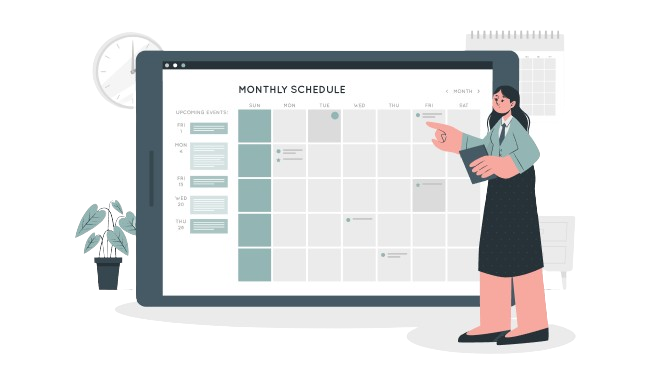 MONTHLY SCHEDULE
‹ MONTH ›
UPCOMING EVENTS:
SUN MON TUE WED THU FRI SAT
FRI
1
MON
4
FRI
15
WED
20
THU